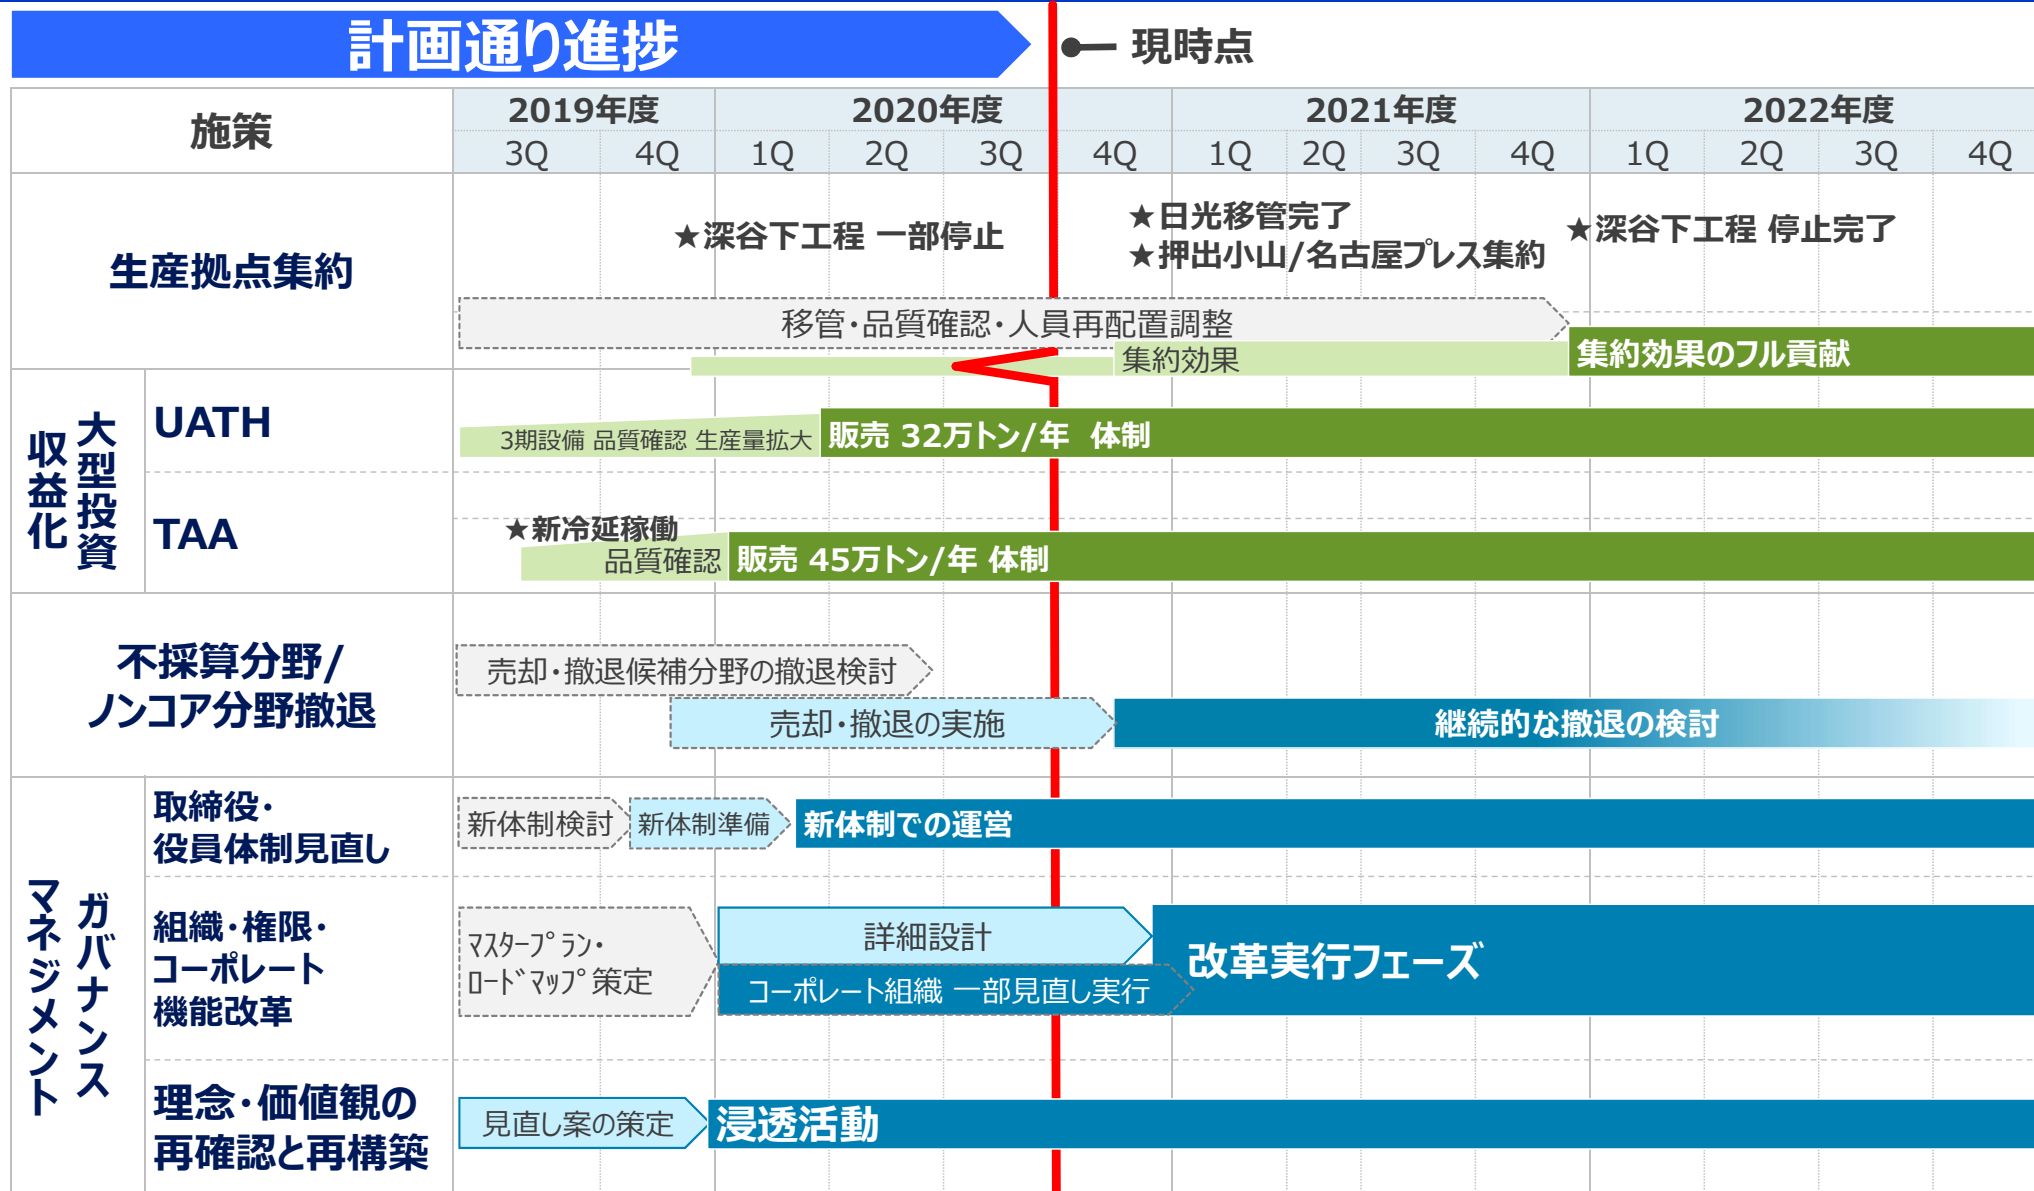 計画通り進捗
現時点
施策
2019年度
2020年度
2021年度
2022年度
3Q
4Q
1Q
2Q
3Q
4Q
1Q
2Q
3Q
4Q
1Q
2Q
3Q
4Q
生産拠点集約
★深谷下工程 一部停止
★日光移管完了
★押出小山/名古屋プレス集約
★深谷下工程 停止完了
移管・品質確認・人員再配置調整
集約効果
集約効果のフル貢献
大型投資
収益化
UATH
3期設備 品質確認 生産量拡大
販売 32万トン/年 体制
TAA
★新冷延稼働
品質確認
販売 45万トン/年 体制
不採算分野/
ノンコア分野撤退
売却・撤退候補分野の撤退検討
売却・撤退の実施
継続的な撤退の検討
ガバナンス
マネジメント
取締役・
役員体制見直し
新体制検討
新体制準備
新体制での運営
組織・権限・
コーポレート
機能改革
マスタープラン・
ロードマップ策定
詳細設計
コーポレート組織 一部見直し実行
改革実行フェーズ
理念・価値観の
再確認と再構築
見直し案の策定
浸透活動